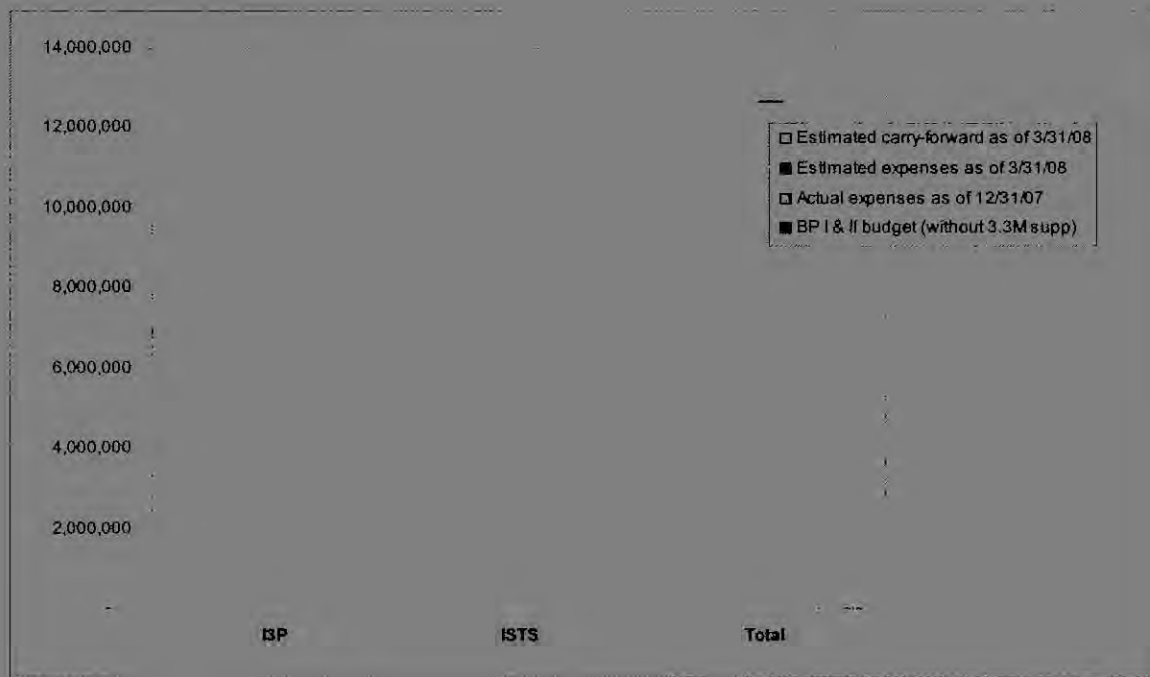 14,000,000
12,000,000
10,000,000
8,000,000
6,000,000
4,000,000
2,000,000
-
Estimated carry-forward as of 3/31/08
Estimated expenses as of 3/31/08
Actual expenses as of 12/31/07
BP I & II budget (without 3.3M supp)
I3P ISTS Total